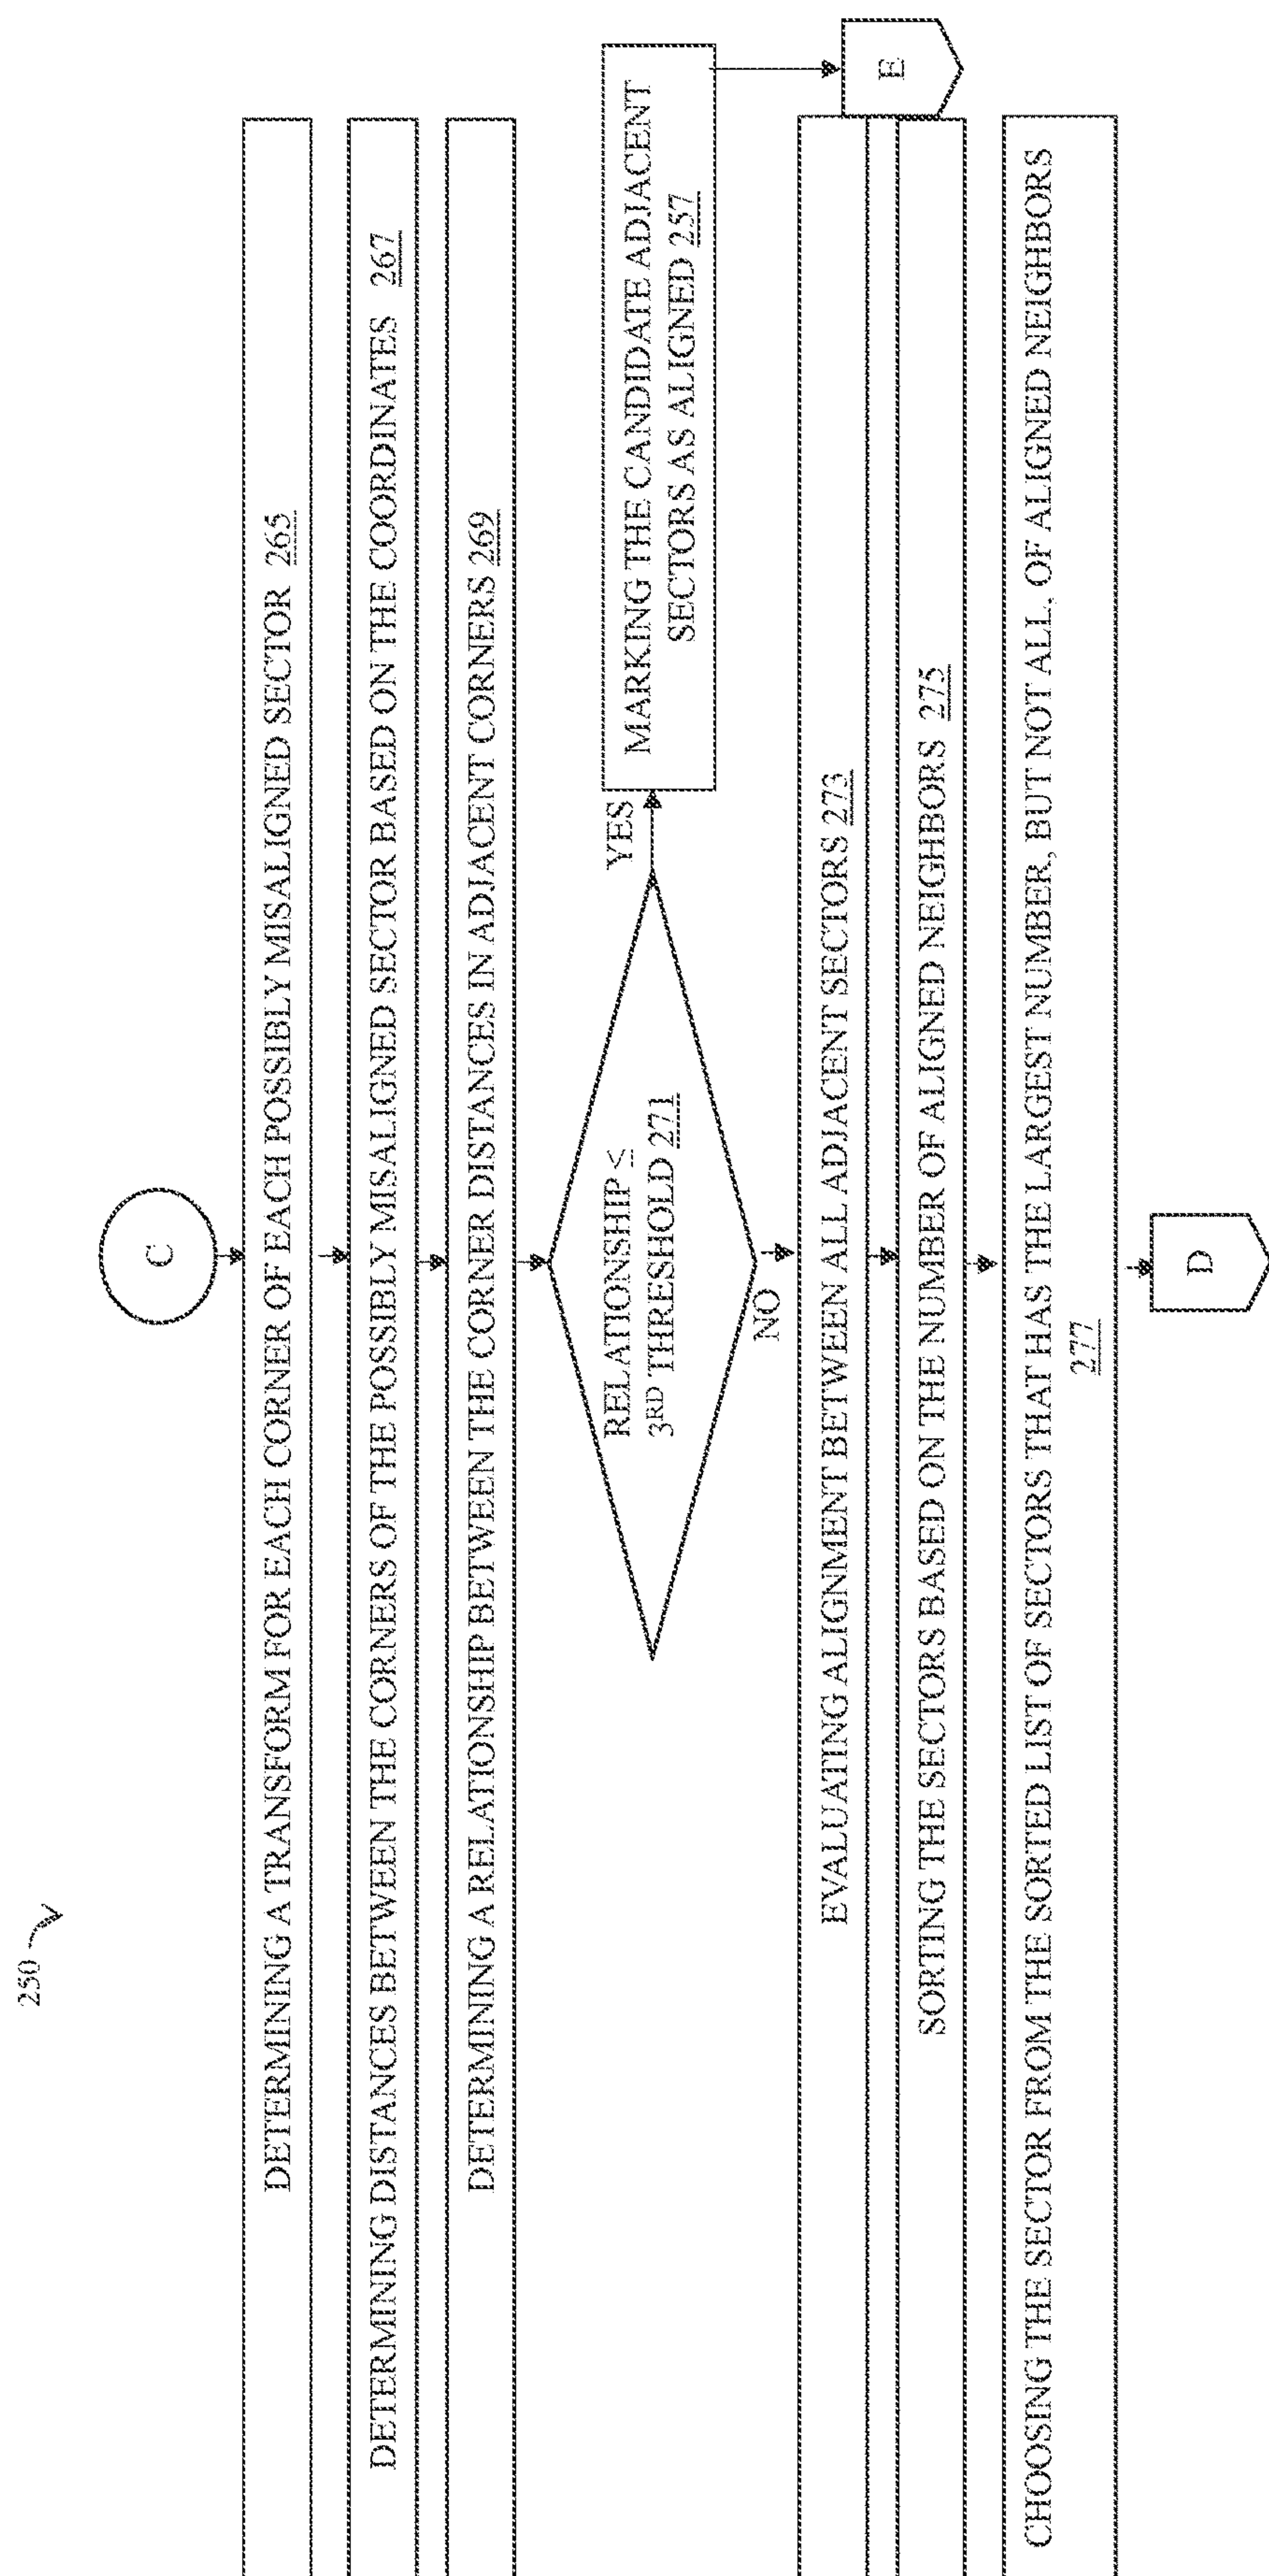 250
C
DETERMINING A TRANSFORM FOR EACH CORNER OF EACH POSSIBLY MISALIGNED SECTOR 265
DETERMINING DISTANCES BETWEEN THE CORNERS OF THE POSSIBLY MISALIGNED SECTOR BASED ON THE COORDINATES 267
DETERMINING A RELATIONSHIP BETWEEN THE CORNER DISTANCES IN ADJACENT CORNERS 269
RELATIONSHIP ≤
3RD THRESHOLD 271
YES
MARKING THE CANDIDATE ADJACENT
SECTORS AS ALIGNED 257
E
NO
EVALUATING ALIGNMENT BETWEEN ALL ADJACENT SECTORS 273
SORTING THE SECTORS BASED ON THE NUMBER OF ALIGNED NEIGHBORS 275
CHOOSING THE SECTOR FROM THE SORTED LIST OF SECTORS THAT HAS THE LARGEST NUMBER, BUT NOT ALL, OF ALIGNED NEIGHBORS
277
D